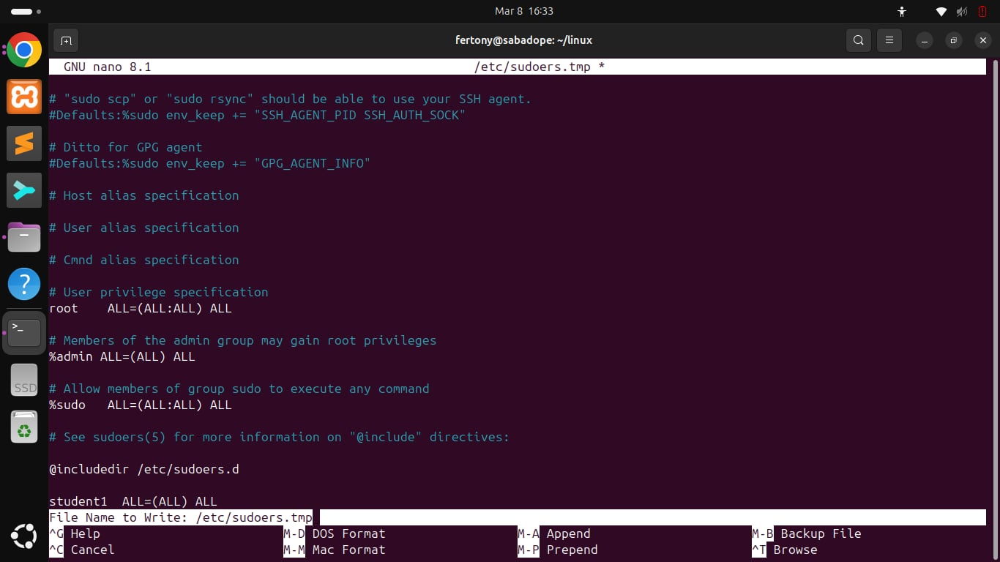 Mar 8 16:33
fertony@sabadope: ~/linux
GNU nano 8.1 /etc/sudoers.tmp *
# "sudo scp" or "sudo rsync" should be able to use your SSH agent.
#Defaults:%sudo env_keep += "SSH_AGENT_PID SSH_AUTH_SOCK"
# Ditto for GPG agent
#Defaults:%sudo env_keep += "GPG_AGENT_INFO"
# Host alias specification
# User alias specification
# Cmnd alias specification
# User privilege specification
root    ALL=(ALL:ALL) ALL
# Members of the admin group may gain root privileges
%admin ALL=(ALL) ALL
# Allow members of group sudo to execute any command
%sudo   ALL=(ALL:ALL) ALL
# See sudoers(5) for more information on "@include" directives:
@includedir /etc/sudoers.d
student1  ALL=(ALL) ALL
File Name to Write: /etc/sudoers.tmp
^G Help M-D DOS Format M-A Append M-B Backup File
^C Cancel M-M Mac Format M-P Prepend ^T Browse
>_
SSD